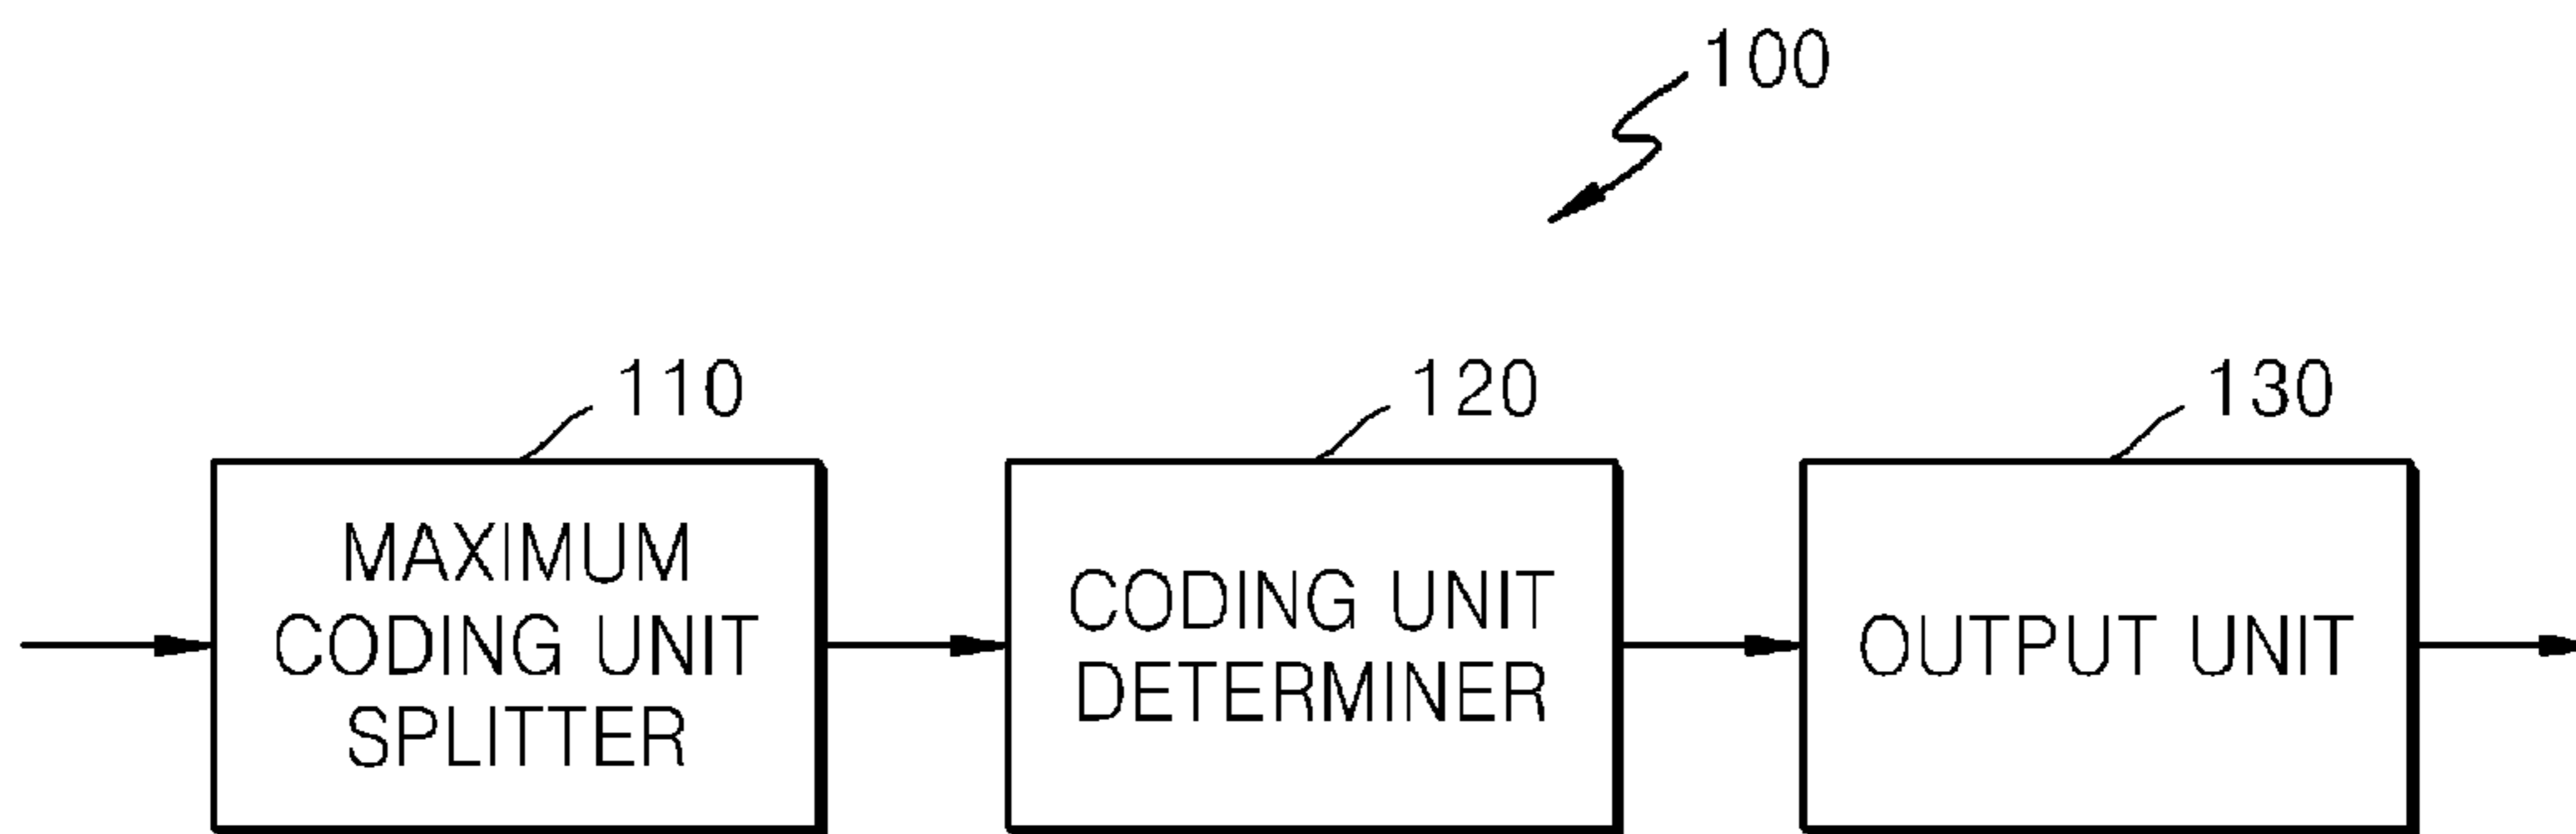 100
110
120
130
MAXIMUM
CODING UNIT
SPLITTER
CODING UNIT
DETERMINER
OUTPUT UNIT